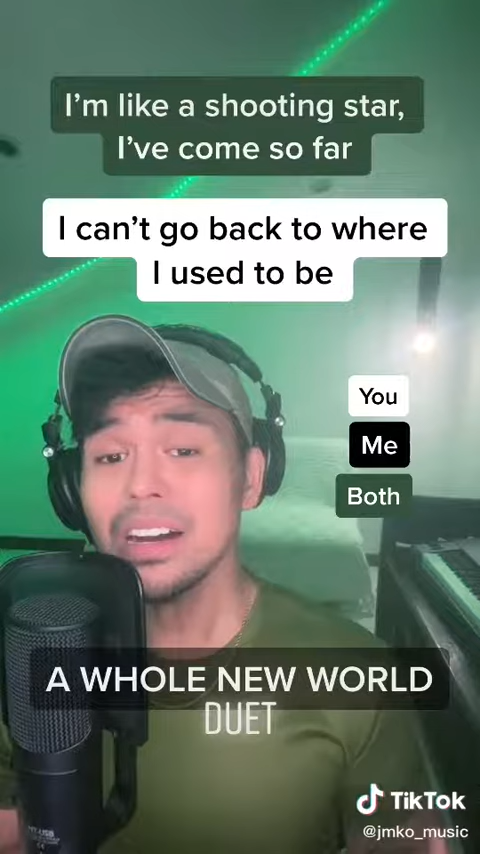 I'm like a shooting star,
I've come so far
I can't go back to where
I used to be
You
Me
Both
A WHOLE NEW WORLD
DUET
TikTok
@jmko_music